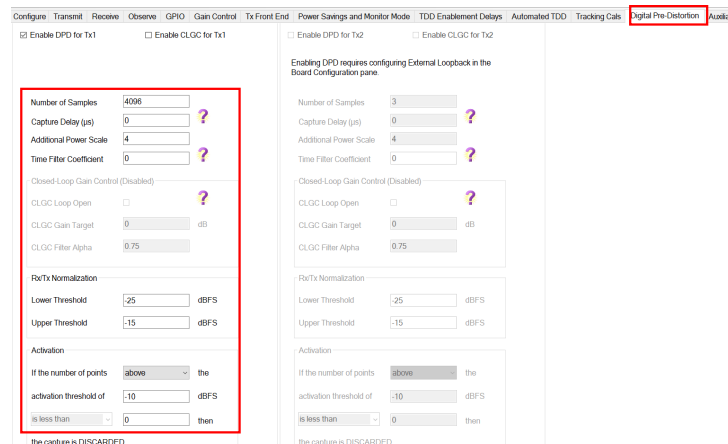 Configure Transmit Receive Observe GPIO Gain Control Tx Front End Power Savings and Monitor Mode TDD Enablement Delays Automated TDD Tracking Cals Digital Pre-Distortion Auxilia
Enable DPD for Tx1 Enable CLGC for Tx1 Enable DPD for Tx2 Enable CLGC for Tx2
Enabling DPD requires configuring External Loopback in the
Board Configuration pane.
Number of Samples 4096
Capture Delay (µs) 0 ?
Additional Power Scale 4
Time Filter Coefficient 0 ?
Closed-Loop Gain Control (Disabled)
CLGC Loop Open ?
CLGC Gain Target 0 dB
CLGC Filter Alpha 0.75
Rx/Tx Normalization
Lower Threshold -25 dBFS
Upper Threshold -15 dBFS
Activation
If the number of points above the
activation threshold of -10 dBFS
is less than 0 then
the capture is DISCARDED
Number of Samples 3
Capture Delay (µs) 0 ?
Additional Power Scale 4
Time Filter Coefficient 0 ?
Closed-Loop Gain Control (Disabled)
CLGC Loop Open ?
CLGC Gain Target 0 dB
CLGC Filter Alpha 0.75
Rx/Tx Normalization
Lower Threshold -25 dBFS
Upper Threshold -15 dBFS
Activation
If the number of points above the
activation threshold of -10 dBFS
is less than 0 then
the capture is DISCARDED